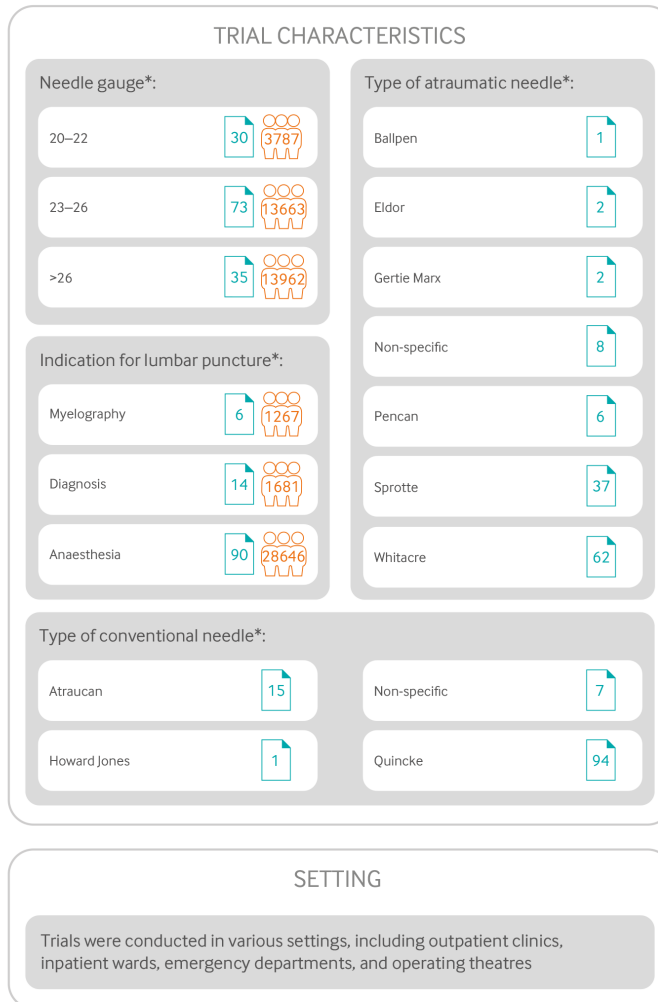 TRIAL CHARACTERISTICS
Needle gauge*:
20–22 30 3787
23–26 73 13663
>26 35 13962
Indication for lumbar puncture*:
Myelography 6 1267
Diagnosis 14 1681
Anaesthesia 90 28646
Type of atraumatic needle*:
Ballpen 1
Eldor 2
Gertie Marx 2
Non-specific 8
Pencan 6
Sprotte 37
Whitacre 62
Type of conventional needle*:
Atraucan 15
Howard Jones 1
Non-specific 7
Quincke 94
SETTING
Trials were conducted in various settings, including outpatient clinics,
inpatient wards, emergency departments, and operating theatres